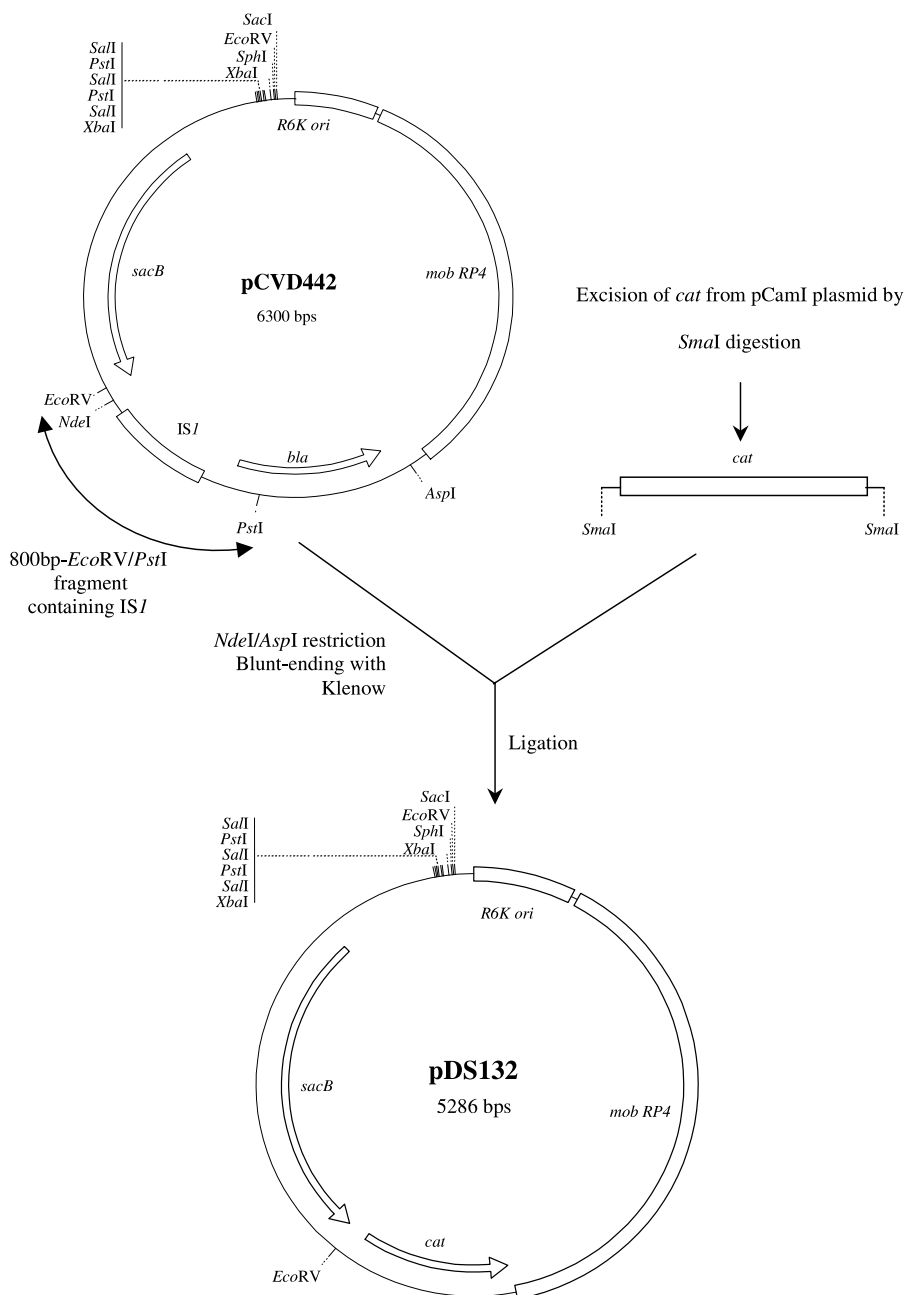 SacI
EcoRV
SphI
XbaI
SalI
PstI
SalI
PstI
SalI
XbaI
R6K ori
sacB
pCVD442
6300 bps
mob RP4
EcoRV
NdeI
IS1
bla
AspI
PstI
800bp-EcoRV/PstI
fragment
containing IS1
Excision of cat from pCamI plasmid by
SmaI digestion
cat
SmaI
SmaI
NdeI/AspI restriction
Blunt-ending with
Klenow
Ligation
SacI
EcoRV
SphI
XbaI
SalI
PstI
SalI
PstI
SalI
XbaI
R6K ori
sacB
pDS132
5286 bps
mob RP4
cat
EcoRV